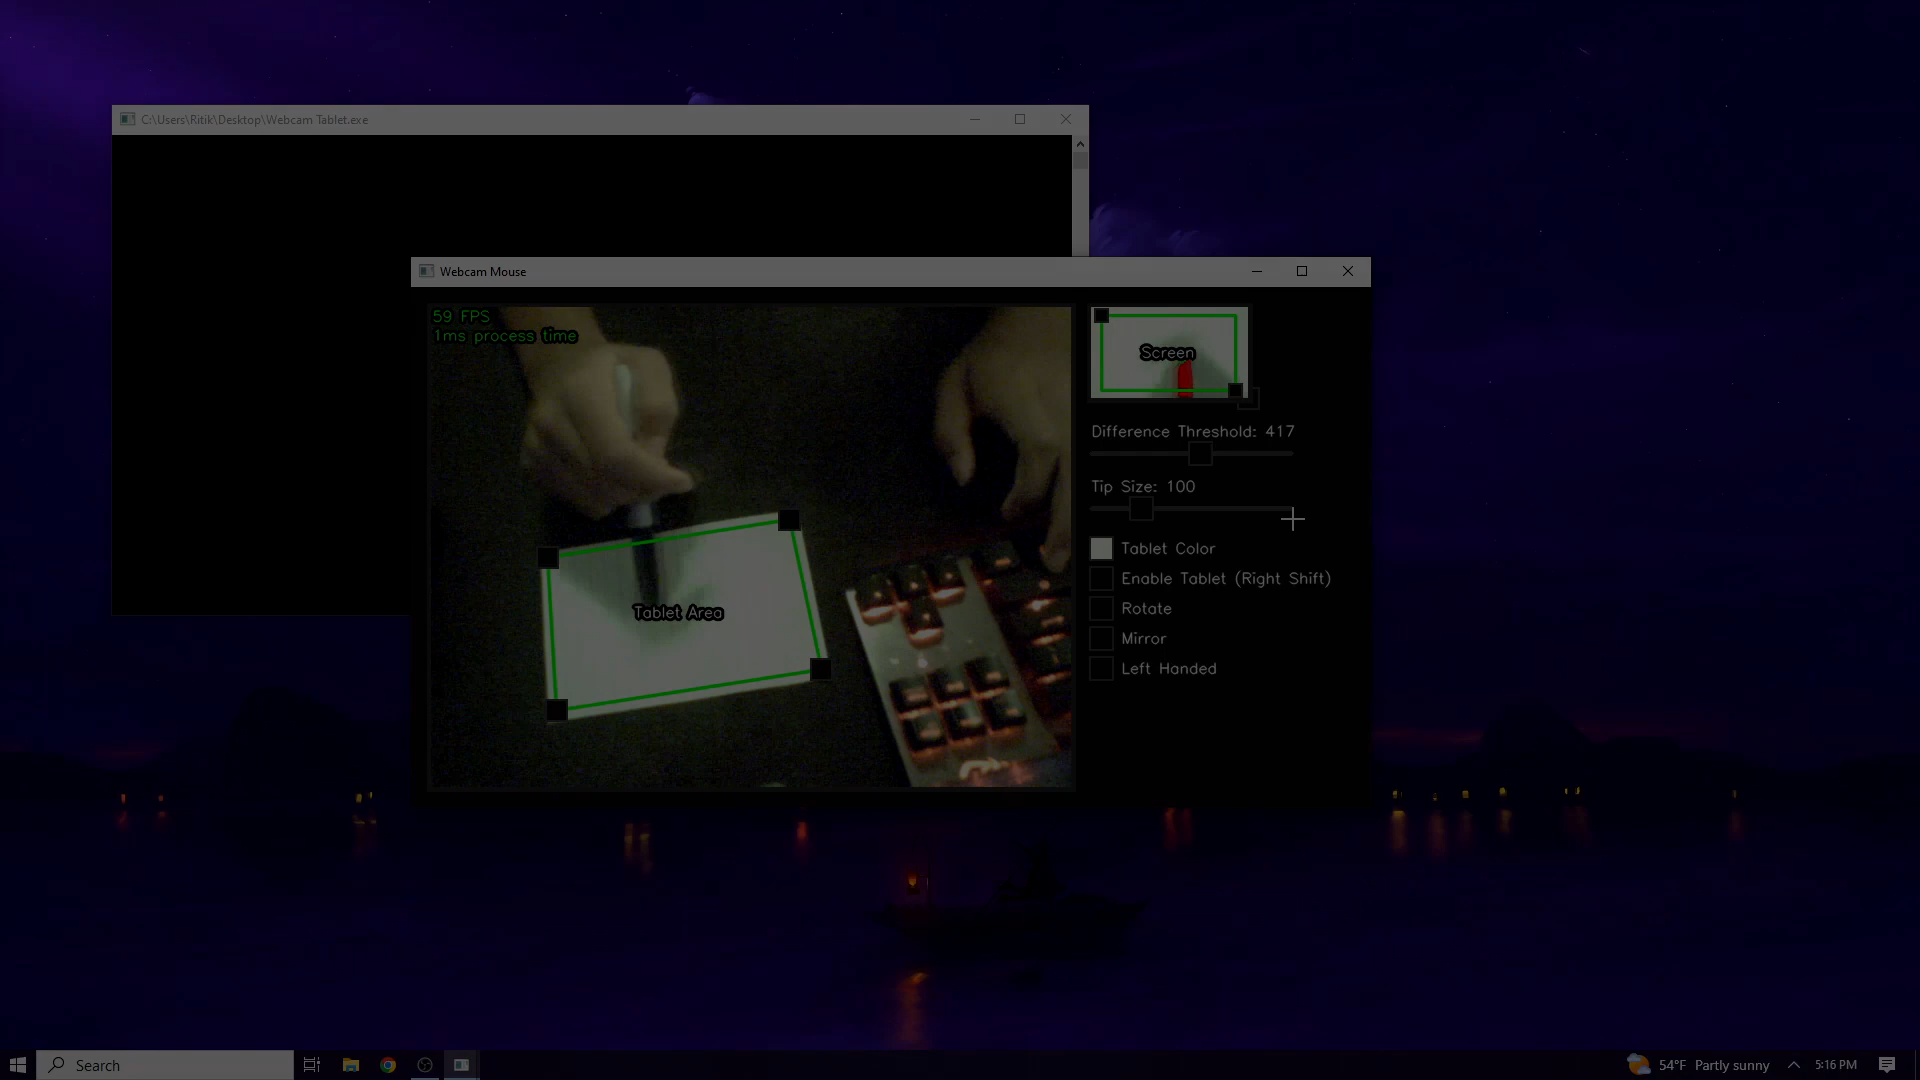 C:\Users\Ritik\Desktop\Webcam Tablet.exe
Webcam Mouse
59 FPS
1ms process time
Tablet Area
Screen
Difference Threshold: 417
Tip Size: 100
Tablet Color
Enable Tablet (Right Shift)
Rotate
Mirror
Left Handed
Search
54°F Partly sunny
5:16 PM